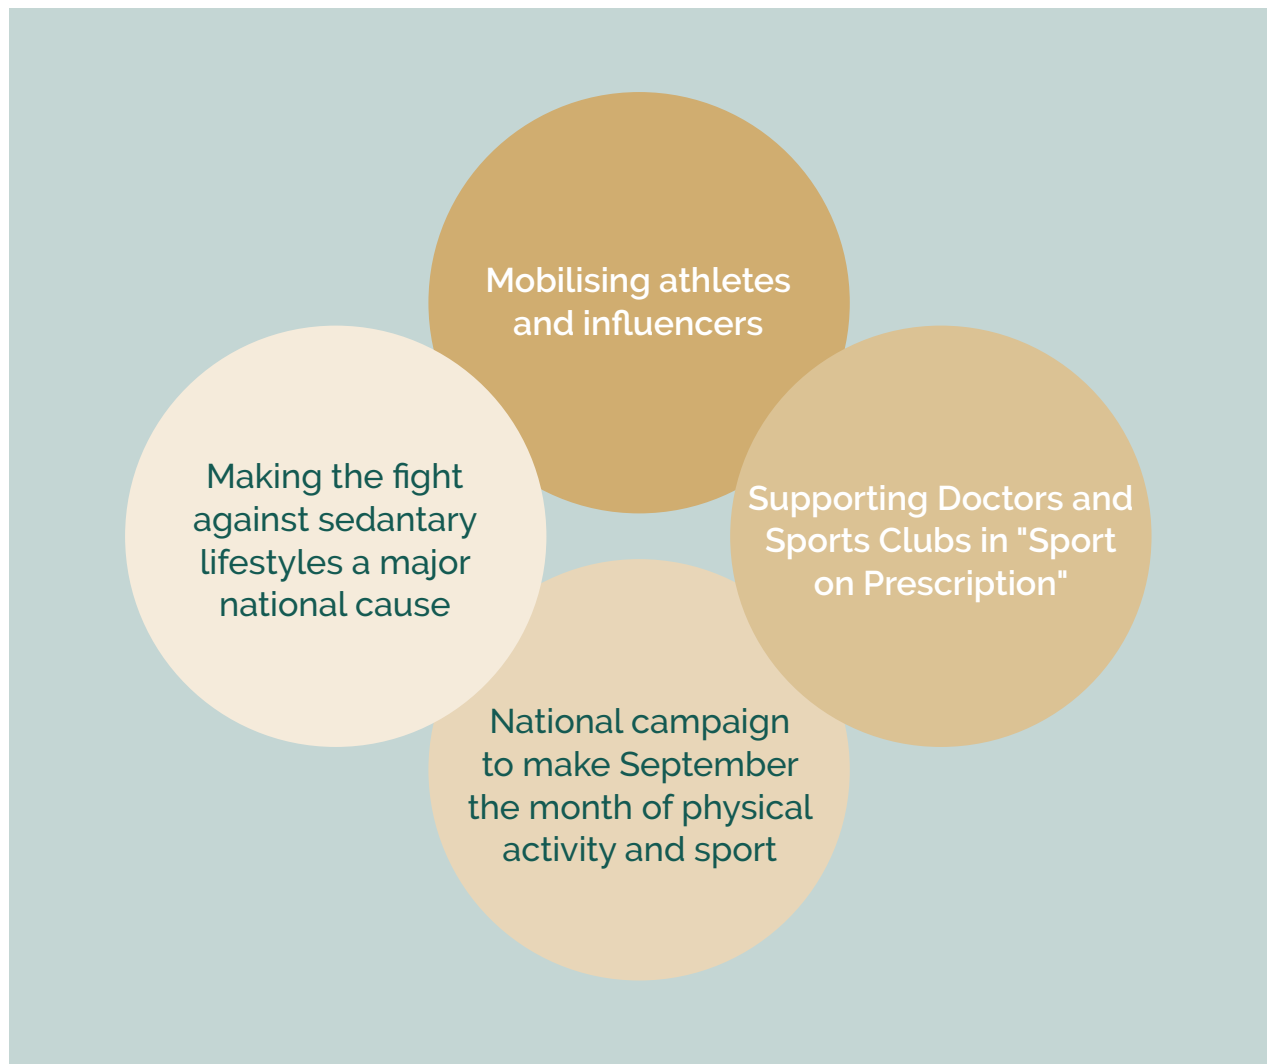 Mobilising athletes
and influencers
Making the fight
against sedantary
lifestyles a major
national cause
Supporting Doctors and
Sports Clubs in "Sport
on Prescription"
National campaign
to make September
the month of physical
activity and sport